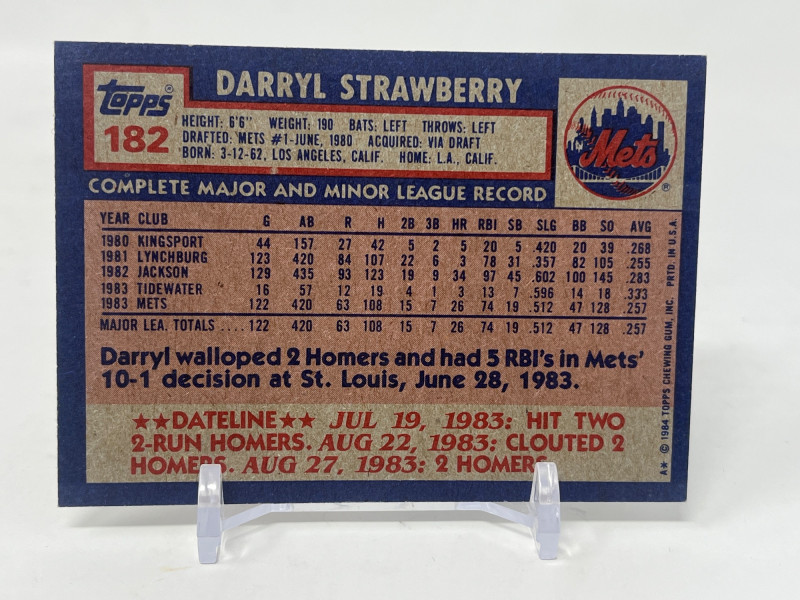 topps®
182
DARRYL STRAWBERRY
HEIGHT: 6'6" WEIGHT: 190 BATS: LEFT THROWS: LEFT
DRAFTED: METS #1-JUNE, 1980 ACQUIRED: VIA DRAFT
BORN: 3-12-62, LOS ANGELES, CALIF. HOME: L.A., CALIF.
Mets
®
COMPLETE MAJOR AND MINOR LEAGUE RECORD
YEAR CLUB G AB R H 2B 3B HR RBI SB SLG BB SO AVG
1980 KINGSPORT 44 157 27 42 5 2 5 20 5 .420 20 39 .268
1981 LYNCHBURG 123 420 84 107 22 6 3 78 31 .357 82 105 .255
1982 JACKSON 129 435 93 123 19 9 34 97 45 .602 100 145 .283
1983 TIDEWATER 16 57 12 19 4 1 3 13 7 .596 14 18 .333
1983 METS 122 420 63 108 15 7 26 74 19 .512 47 128 .257
MAJOR LEA. TOTALS .... 122 420 63 108 15 7 26 74 19 .512 47 128 .257
Darryl walloped 2 Homers and had 5 RBI's in Mets'
10-1 decision at St. Louis, June 28, 1983.
★★DATELINE★★ JUL 19, 1983: HIT TWO
2-RUN HOMERS. AUG 22, 1983: CLOUTED 2
HOMERS. AUG 27, 1983: 2 HOMERS.
A* © 1984 TOPPS CHEWING GUM, INC. PRTD. IN U.S.A.